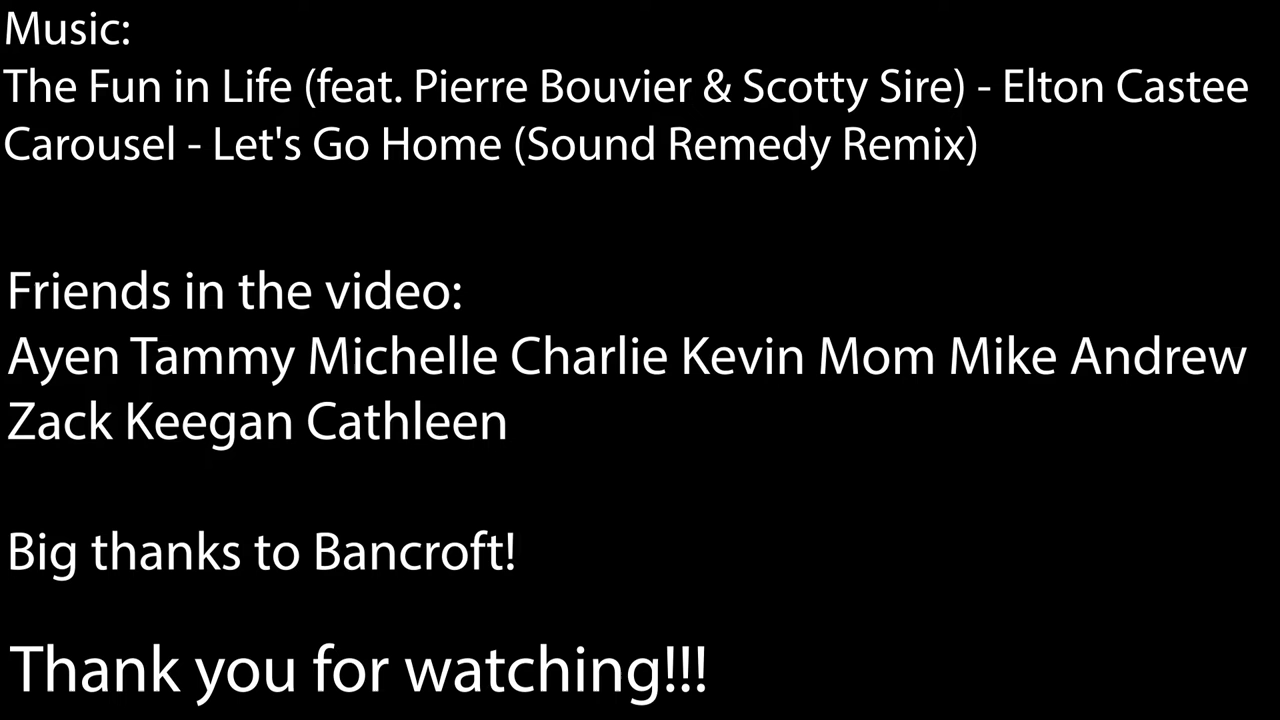 Music:
The Fun in Life (feat. Pierre Bouvier & Scotty Sire) - Elton Castee
Carousel - Let's Go Home (Sound Remedy Remix)
Friends in the video:
Ayen Tammy Michelle Charlie Kevin Mom Mike Andrew
Zack Keegan Cathleen
Big thanks to Bancroft!
Thank you for watching!!!